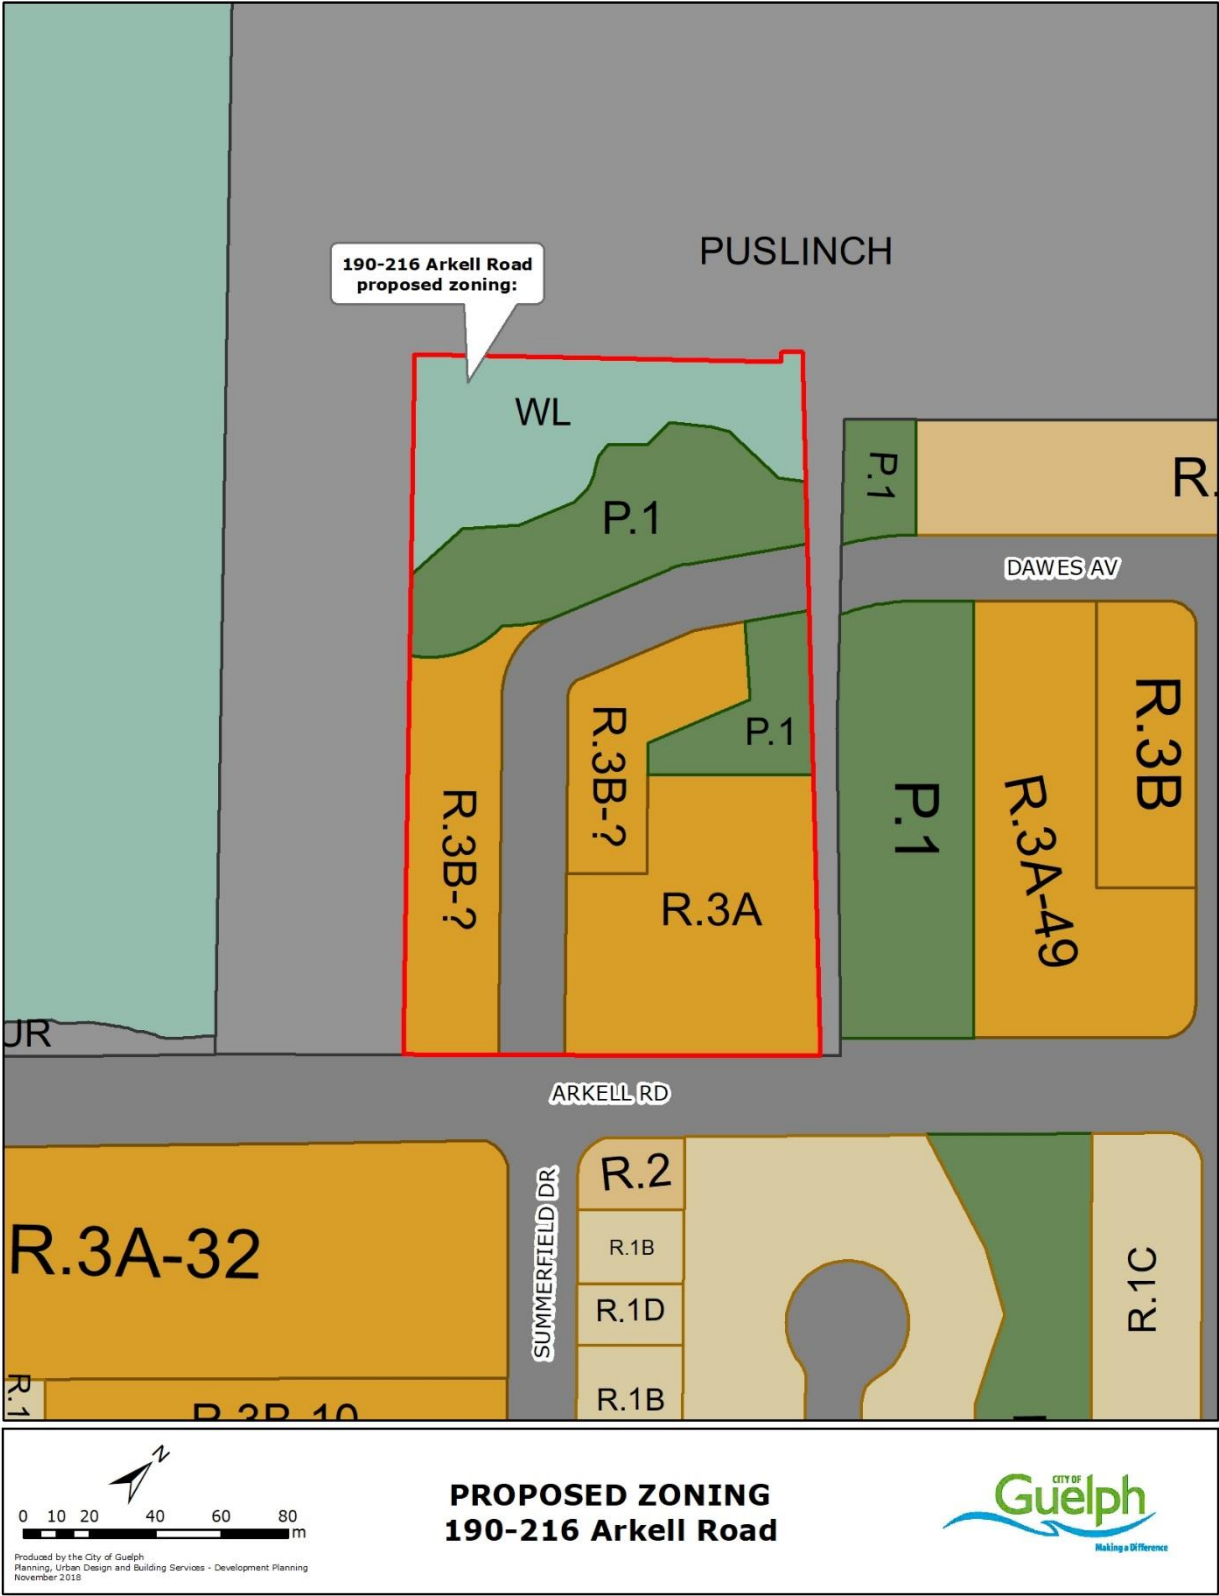 PUSLINCH
190-216 Arkell Road
proposed zoning:
WL
P.1
P.1
R.
DAWES AV
P.1
R.3B-?
R.3B-?
R.3A
P.1
R.3A-49
R.3B
UR
ARKELL RD
SUMMERFIELD DR
R.3A-32
R.2
R.1B
R.1D
R.1B
R.1C
R.1
R.3B-10
N
0 10 20 40 60 80
m
Produced by the City of Guelph
Planning, Urban Design and Building Services - Development Planning
November 2018
PROPOSED ZONING
190-216 Arkell Road
CITY OF
Guelph
Making a Difference